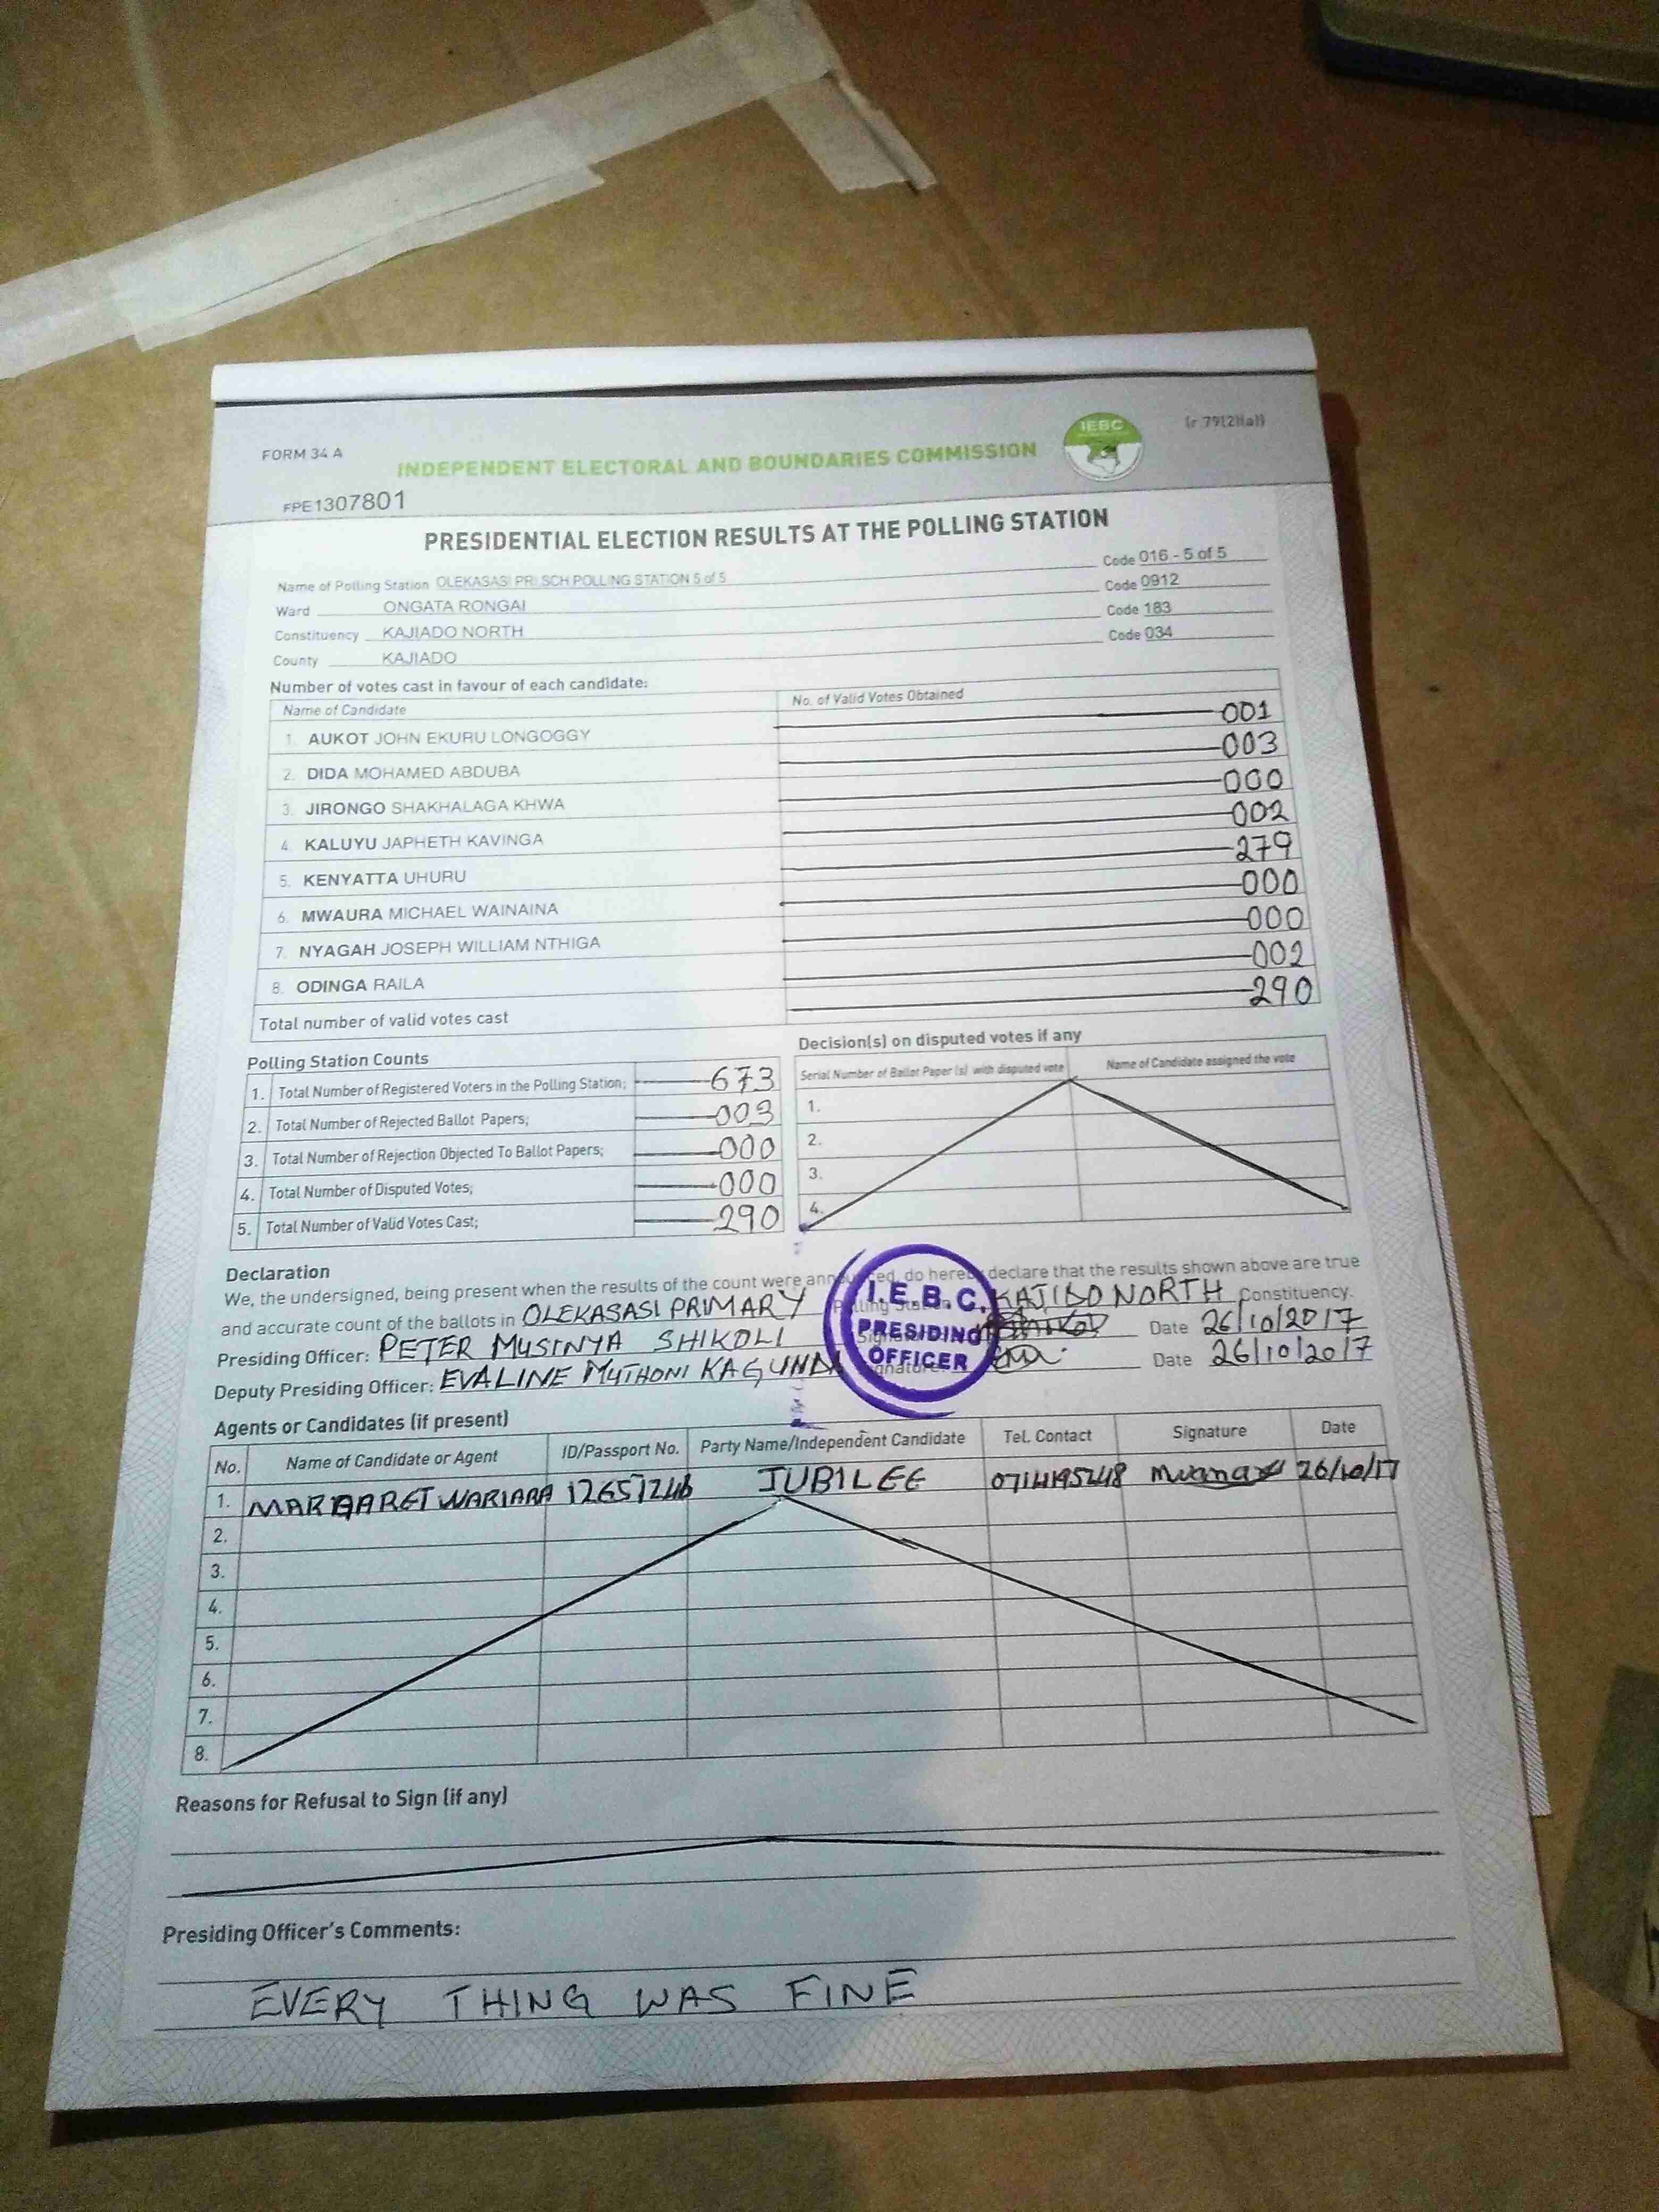 FORM 34 A
INDEPENDENT ELECTORAL AND BOUNDARIES COMMISSION
IEBC
FPE1307801
PRESIDENTIAL ELECTION RESULTS AT THE POLLING STATION
Name of Polling Station OLEKASASI PRI SCH POLLING STATION 5 of 5 Code 016 - 5 of 5
Ward ONGATA RONGAI Code 0912
Constituency KAJIADO NORTH Code 183
County KAJIADO Code 034
Number of votes cast in favour of each candidate:
Name of Candidate No. of Valid Votes Obtained
1. AUKOT JOHN EKURU LONGOGGY 001
2. DIDA MOHAMED ABDUBA 003
3. JIRONGO SHAKHALAGA KHWA 000
4. KALUYU JAPHETH KAVINGA 002
5. KENYATTA UHURU 279
6. MWAURA MICHAEL WAINAINA 000
7. NYAGAH JOSEPH WILLIAM NTHIGA 000
8. ODINGA RAILA 002
Total number of valid votes cast 290
Polling Station Counts
1. Total Number of Registered Voters in the Polling Station; 673
2. Total Number of Rejected Ballot Papers; 003
3. Total Number of Rejection Objected To Ballot Papers; 000
4. Total Number of Disputed Votes; 000
5. Total Number of Valid Votes Cast; 290
Decision(s) on disputed votes if any
Serial Number of Ballot Paper (s) with disputed vote Name of Candidate assigned the vote
1.
2.
3.
4.
Declaration
We, the undersigned, being present when the results of the count were announced, do hereby declare that the results shown above are true
and accurate count of the ballots in OLEKASASI PRIMARY Polling Station KAJIDO NORTH Constituency.
Presiding Officer: PETER MUSINYA SHIKOLI Date 26/10/2017
Deputy Presiding Officer: EVALINE MUTHONI KAGUNDA Signature Date 26/10/2017
I.E.B.C.
PRESIDING
OFFICER
Agents or Candidates (if present)
No. Name of Candidate or Agent ID/Passport No. Party Name/Independent Candidate Tel. Contact Signature Date
1. MARGARET WARIARA 12657246 JUBILEE 0714195248 26/10/17
2.
3.
4.
5.
6.
7.
8.
Reasons for Refusal to Sign (if any)
Presiding Officer's Comments:
EVERY THING WAS FINE